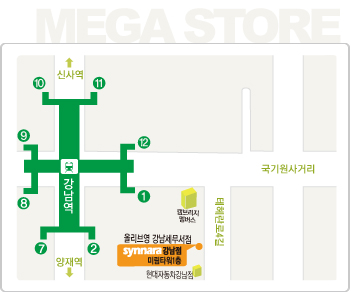 MEGA STORE
신사역
10
11
9
12
국기원사거리
강남역
8
1
캠브리지
멤버스
테헤란로4길
7
2
올리브영 강남세무서점
양재역
synnara 강남점
미림타워1층
현대자동차강남점